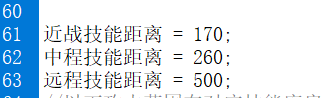 60
61 近战技能距离 = 170;
62 中程技能距离 = 260;
63 远程技能距离 = 500;